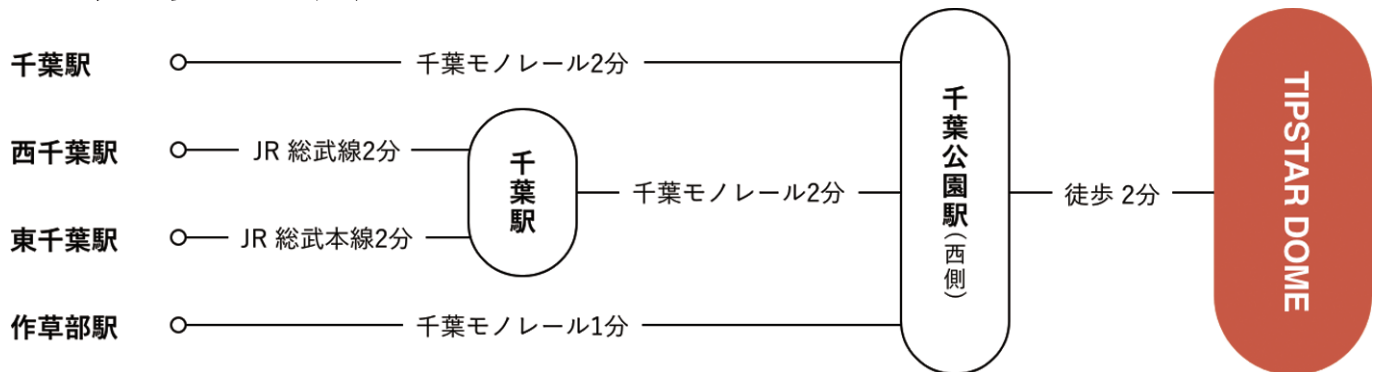 千葉駅
千葉モノレール2分
西千葉駅
JR 総武線2分
千葉駅
東千葉駅
JR 総武本線2分
千葉モノレール2分
作草部駅
千葉モノレール1分
千葉公園駅(西側)
徒歩 2分
TIPSTAR DOME